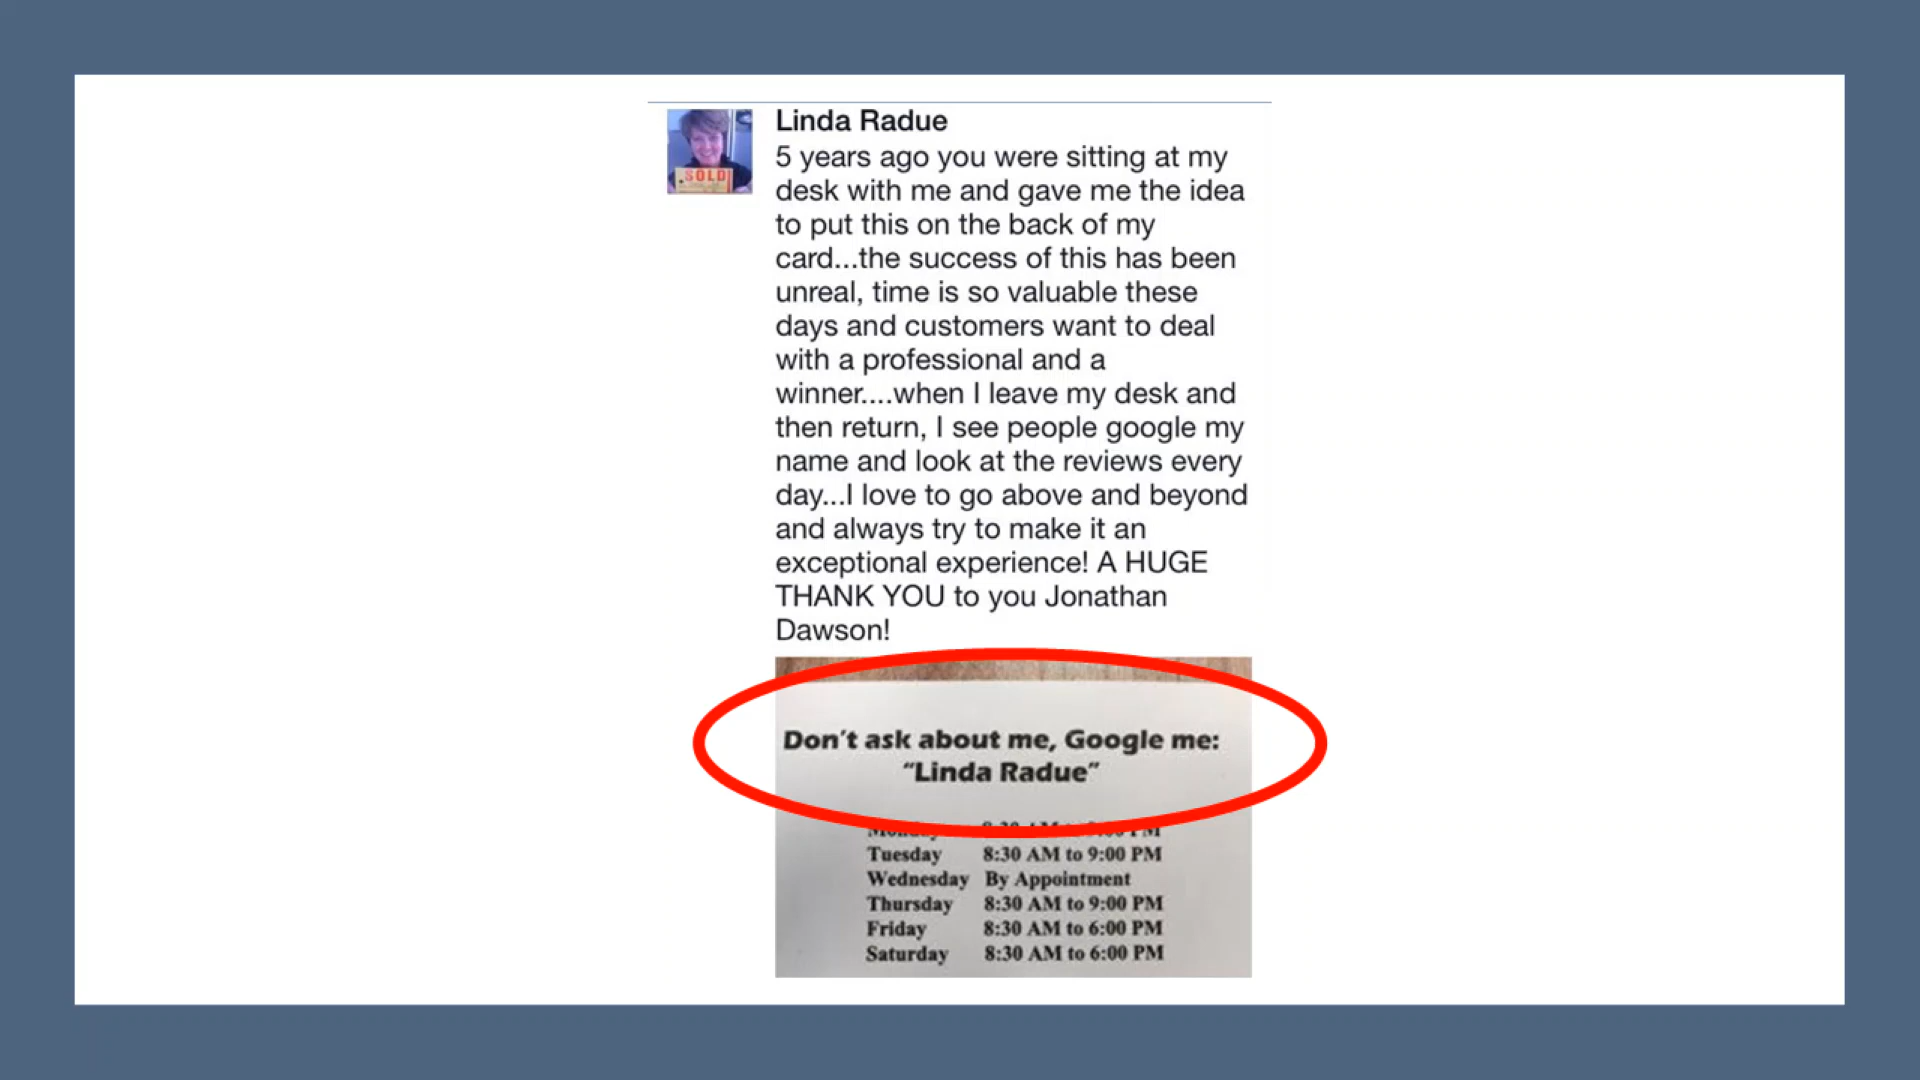 Linda Radue
5 years ago you were sitting at my
desk with me and gave me the idea
to put this on the back of my
card...the success of this has been
unreal, time is so valuable these
days and customers want to deal
with a professional and a
winner....when I leave my desk and
then return, I see people google my
name and look at the reviews every
day...I love to go above and beyond
and always try to make it an
exceptional experience! A HUGE
THANK YOU to you Jonathan
Dawson!
SOLD
Don't ask about me, Google me:
"Linda Radue"
Monday 8:30 AM to PM
Tuesday 8:30 AM to 9:00 PM
Wednesday By Appointment
Thursday 8:30 AM to 9:00 PM
Friday 8:30 AM to 6:00 PM
Saturday 8:30 AM to 6:00 PM